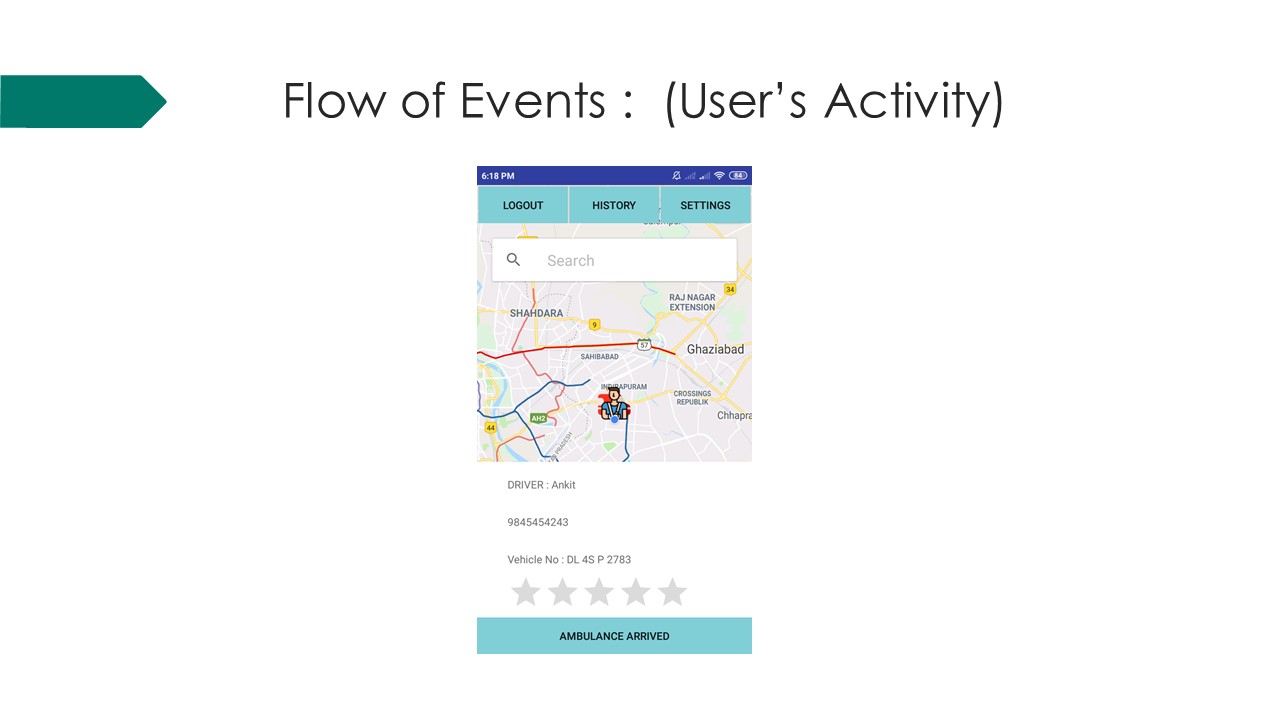 Flow of Events : (User's Activity)
6:18 PM
84
LOGOUT HISTORY SETTINGS
Search
34
RAJ NAGAR
EXTENSION
SHAHDARA
9
57
Ghaziabad
SAHIBABAD
INDIRAPURAM
CROSSINGS
REPUBLIK
Chhapra
AH2
44
PRADESH
DRIVER : Ankit
9845454243
Vehicle No : DL 4S P 2783
AMBULANCE ARRIVED